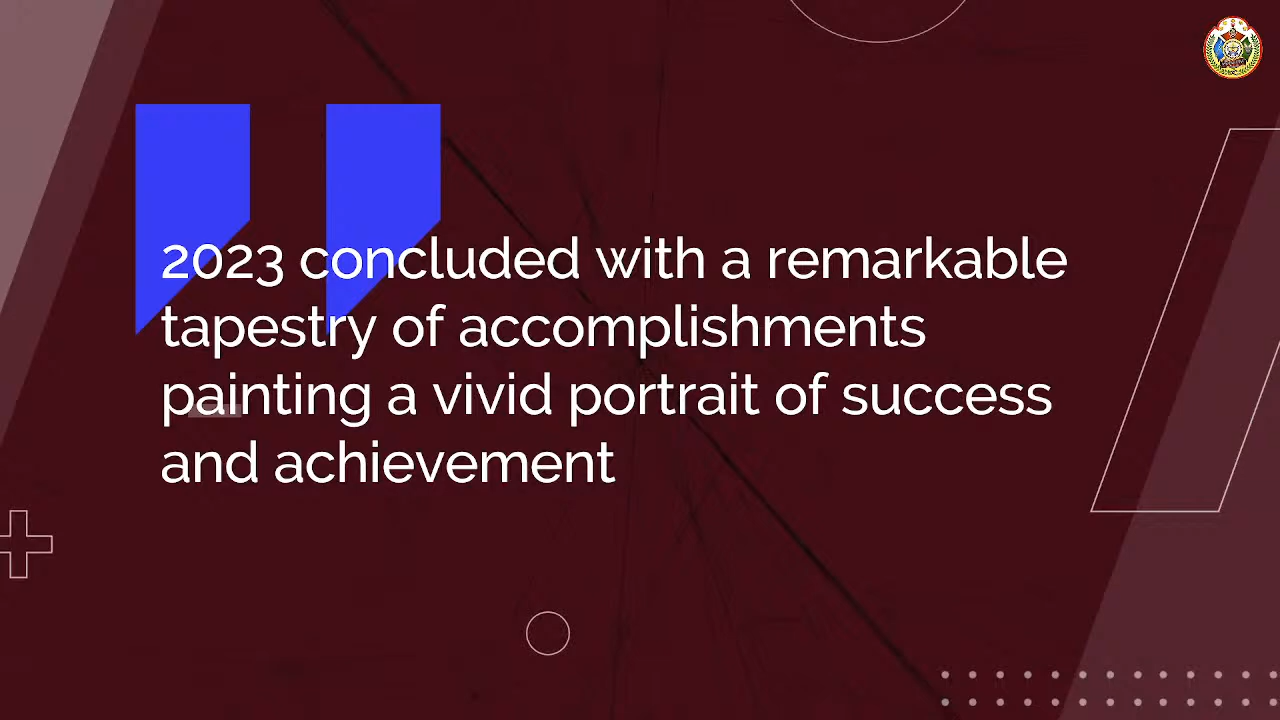 2023 concluded with a remarkable
tapestry of accomplishments
painting a vivid portrait of success
and achievement